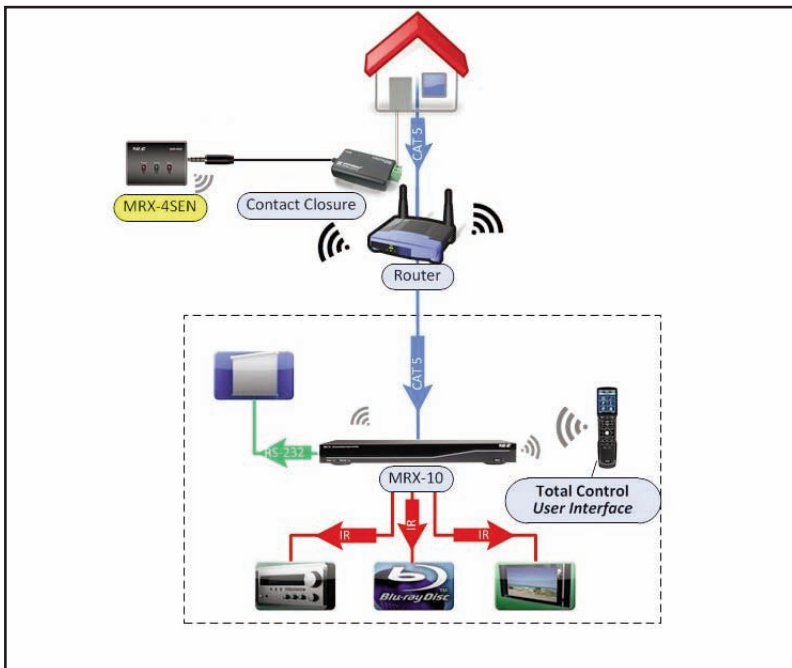 CAT 5
MRX-4SEN
Contact Closure
Router
CAT 5
RS-232
MRX-10
Total Control
User Interface
IR
IR
IR
Blu-ray Disc
TM